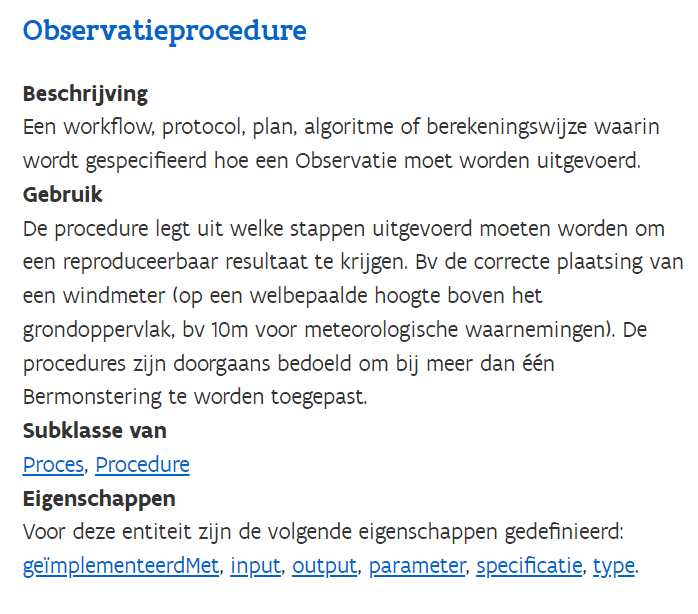 Observatieprocedure
Beschrijving
Een workflow, protocol, plan, algoritme of berekeningswijze waarin
wordt gespecifieerd hoe een Observatie moet worden uitgevoerd.
Gebruik
De procedure legt uit welke stappen uitgevoerd moeten worden om
een reproduceerbaar resultaat te krijgen. Bv de correcte plaatsing van
een windmeter (op een welbepaalde hoogte boven het
grondoppervlak, bv 10m voor meteorologische waarnemingen). De
procedures zijn doorgaans bedoeld om bij meer dan één
Bermonstering te worden toegepast.
Subklasse van
Proces, Procedure
Eigenschappen
Voor deze entiteit zijn de volgende eigenschappen gedefinieerd:
geïmplementeerdMet, input, output, parameter, specificatie, type.